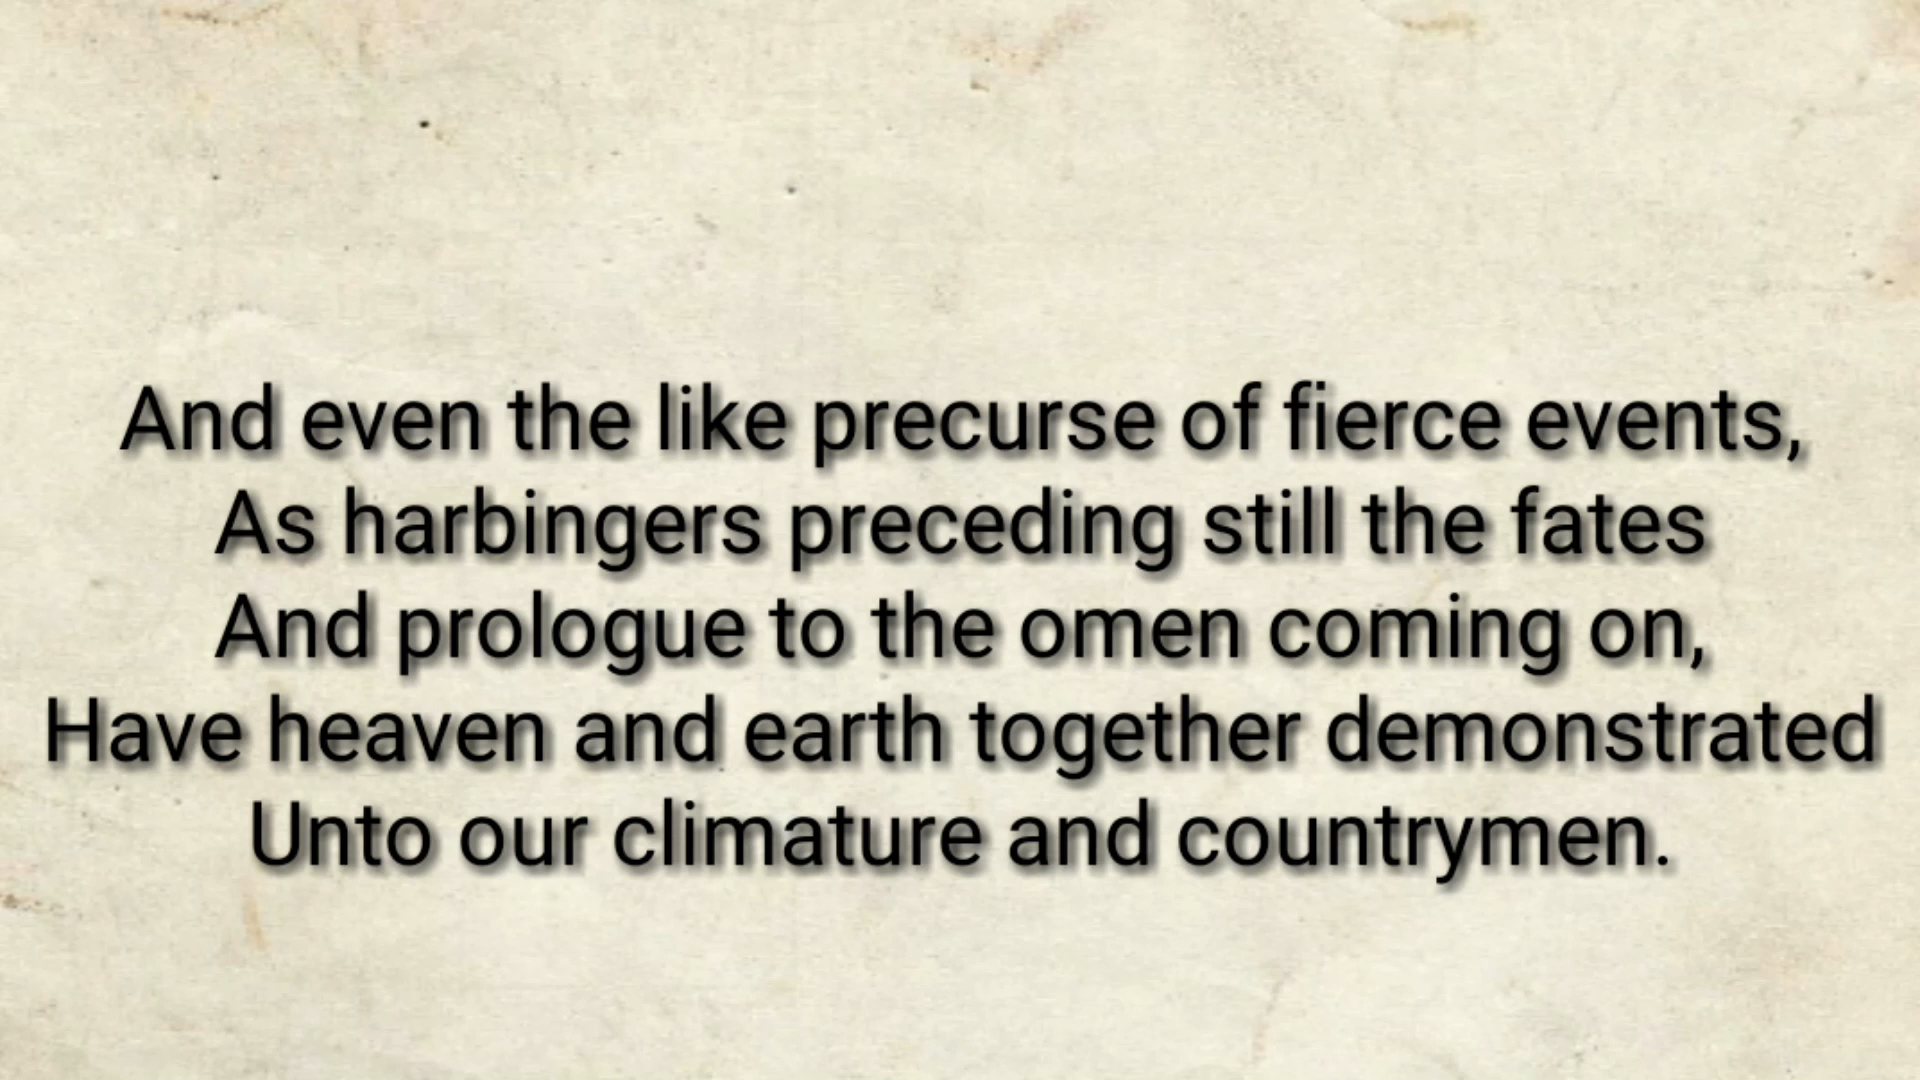 And even the like precurse of fierce events,
As harbingers preceding still the fates
And prologue to the omen coming on,
Have heaven and earth together demonstrated
Unto our climature and countrymen.